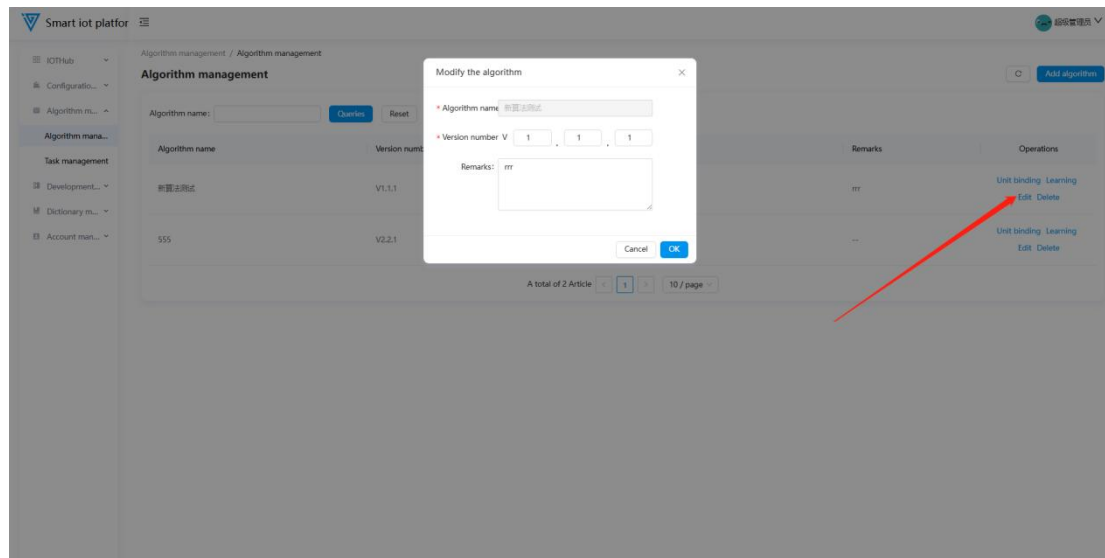 Smart iot platfor
超级管理员
IOTHub
Configuratio...
Algorithm m...
Algorithm mana...
Task management
Development...
Dictionary m...
Account man...
Algorithm management / Algorithm management
Algorithm management
Add algorithm
Algorithm name:
Queries
Reset
Algorithm name
Version numb
Remarks
Operations
新算法测试
V1.1.1
rrr
Unit binding Learning
Edit Delete
555
V2.2.1
--
Unit binding Learning
Edit Delete
A total of 2 Article < 1 > 10 / page
Modify the algorithm
* Algorithm name 新算法测试
* Version number V 1 . 1 . 1
Remarks: rrr
Cancel OK